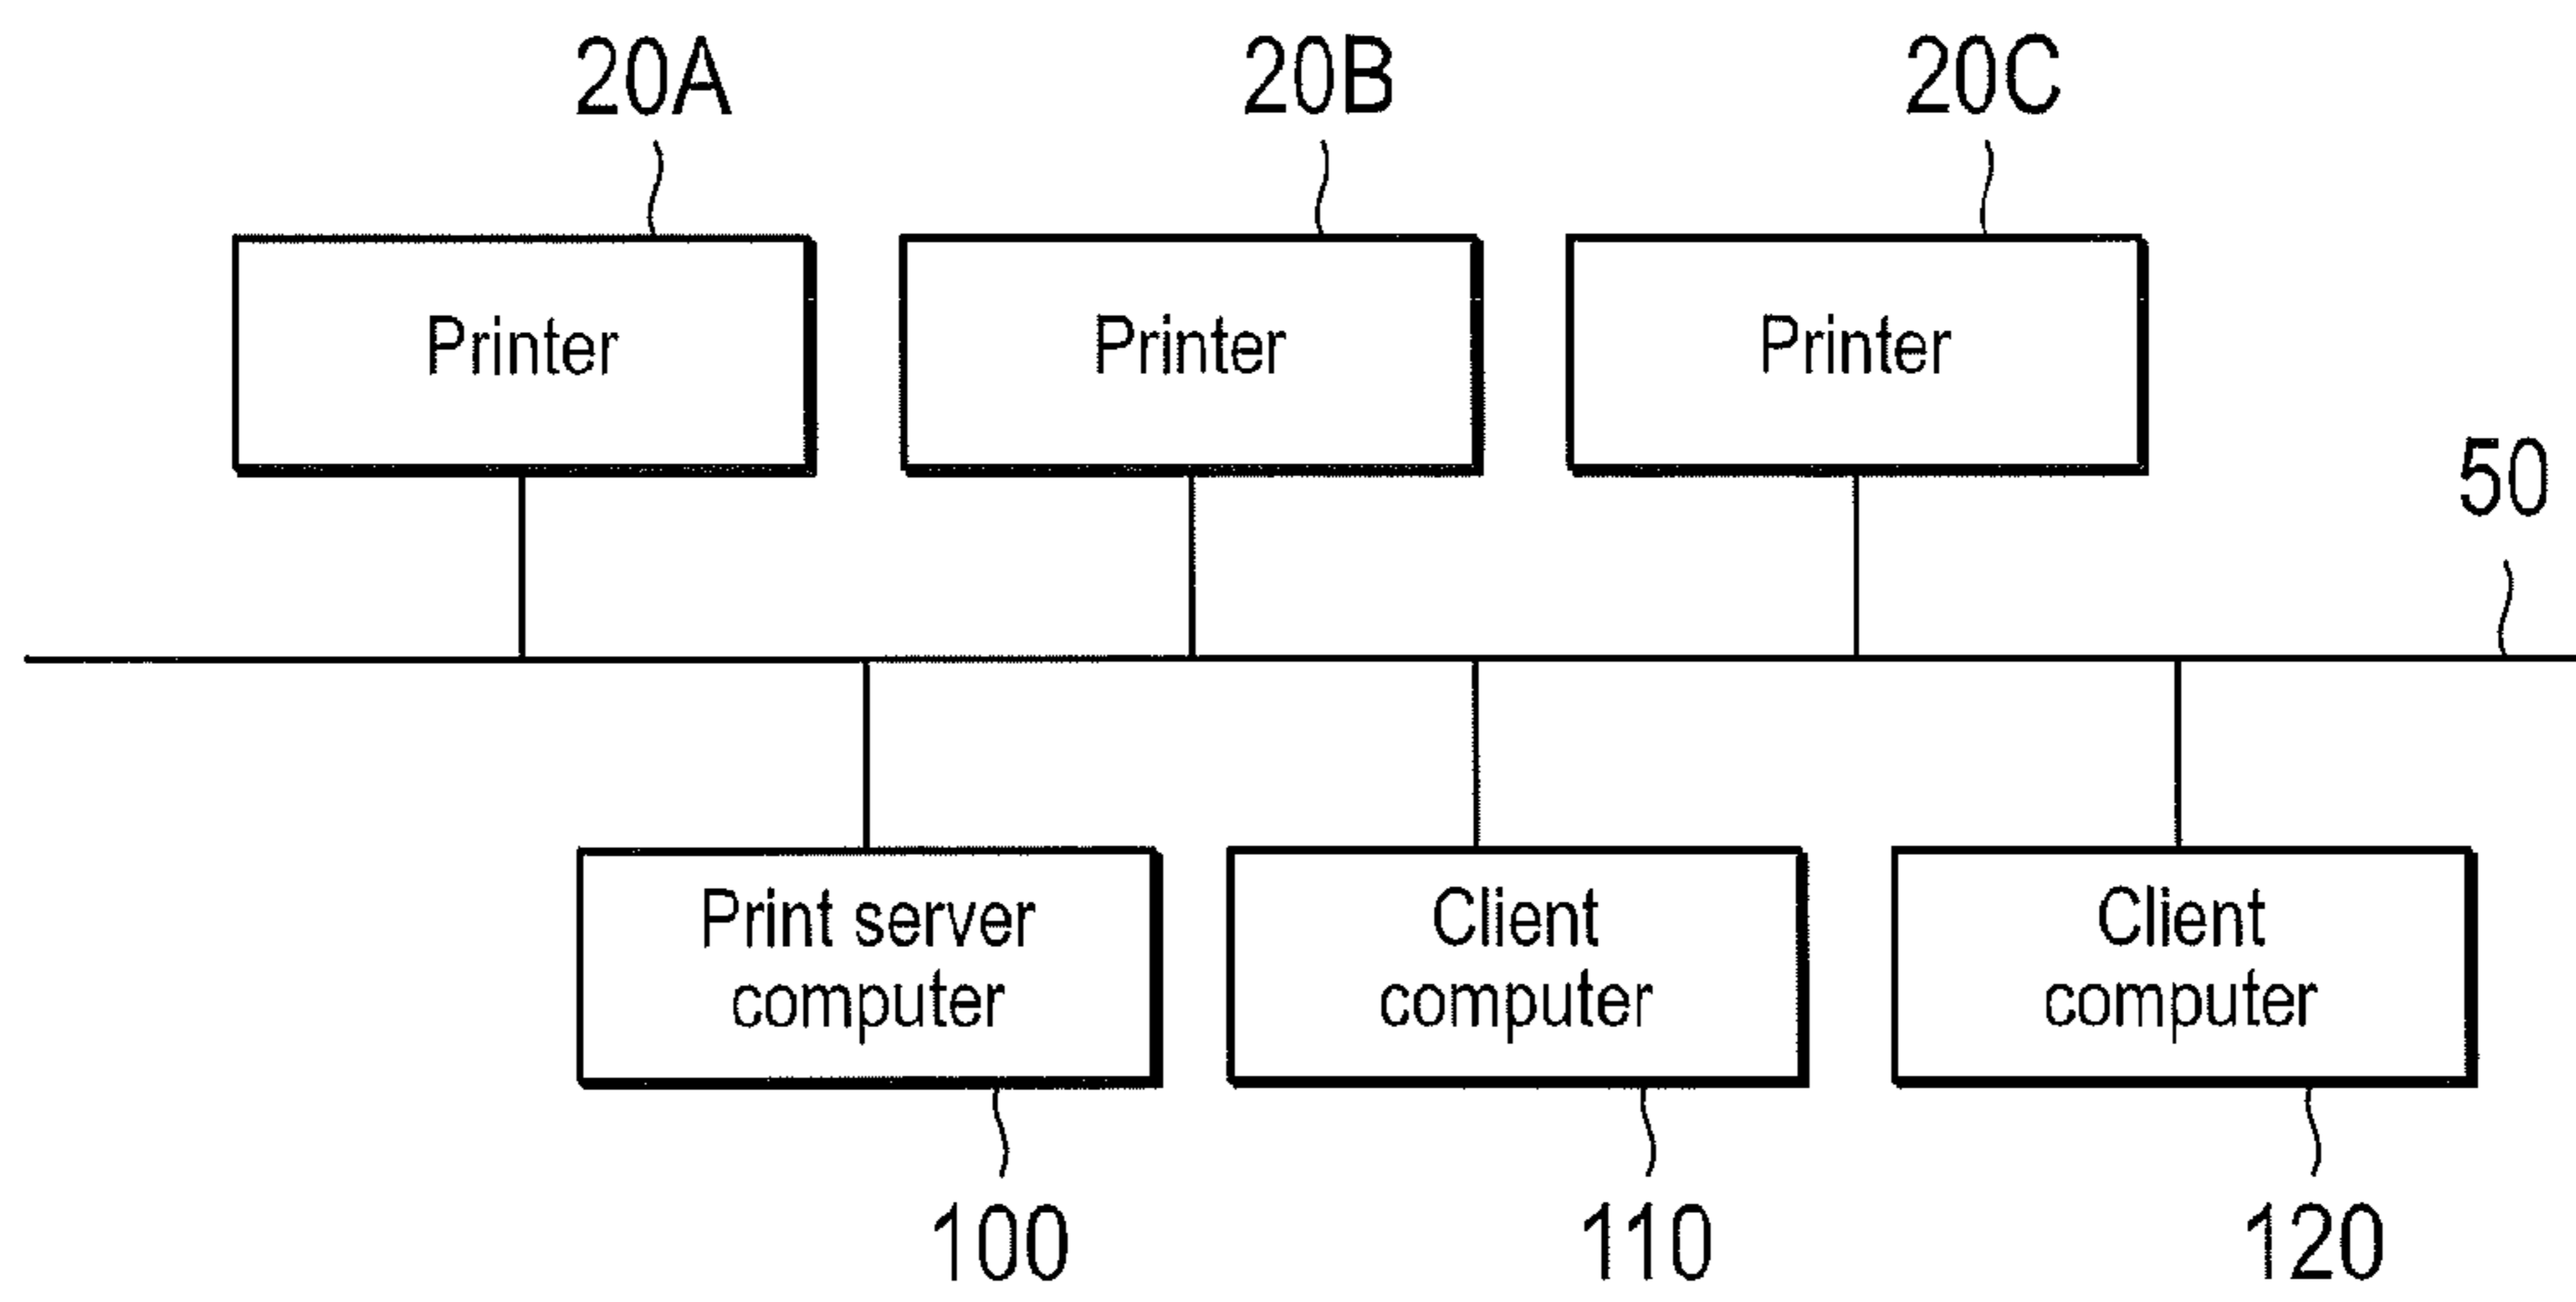 20A
20B
20C
Printer
Printer
Printer
50
Print server
computer
Client
computer
Client
computer
100
110
120